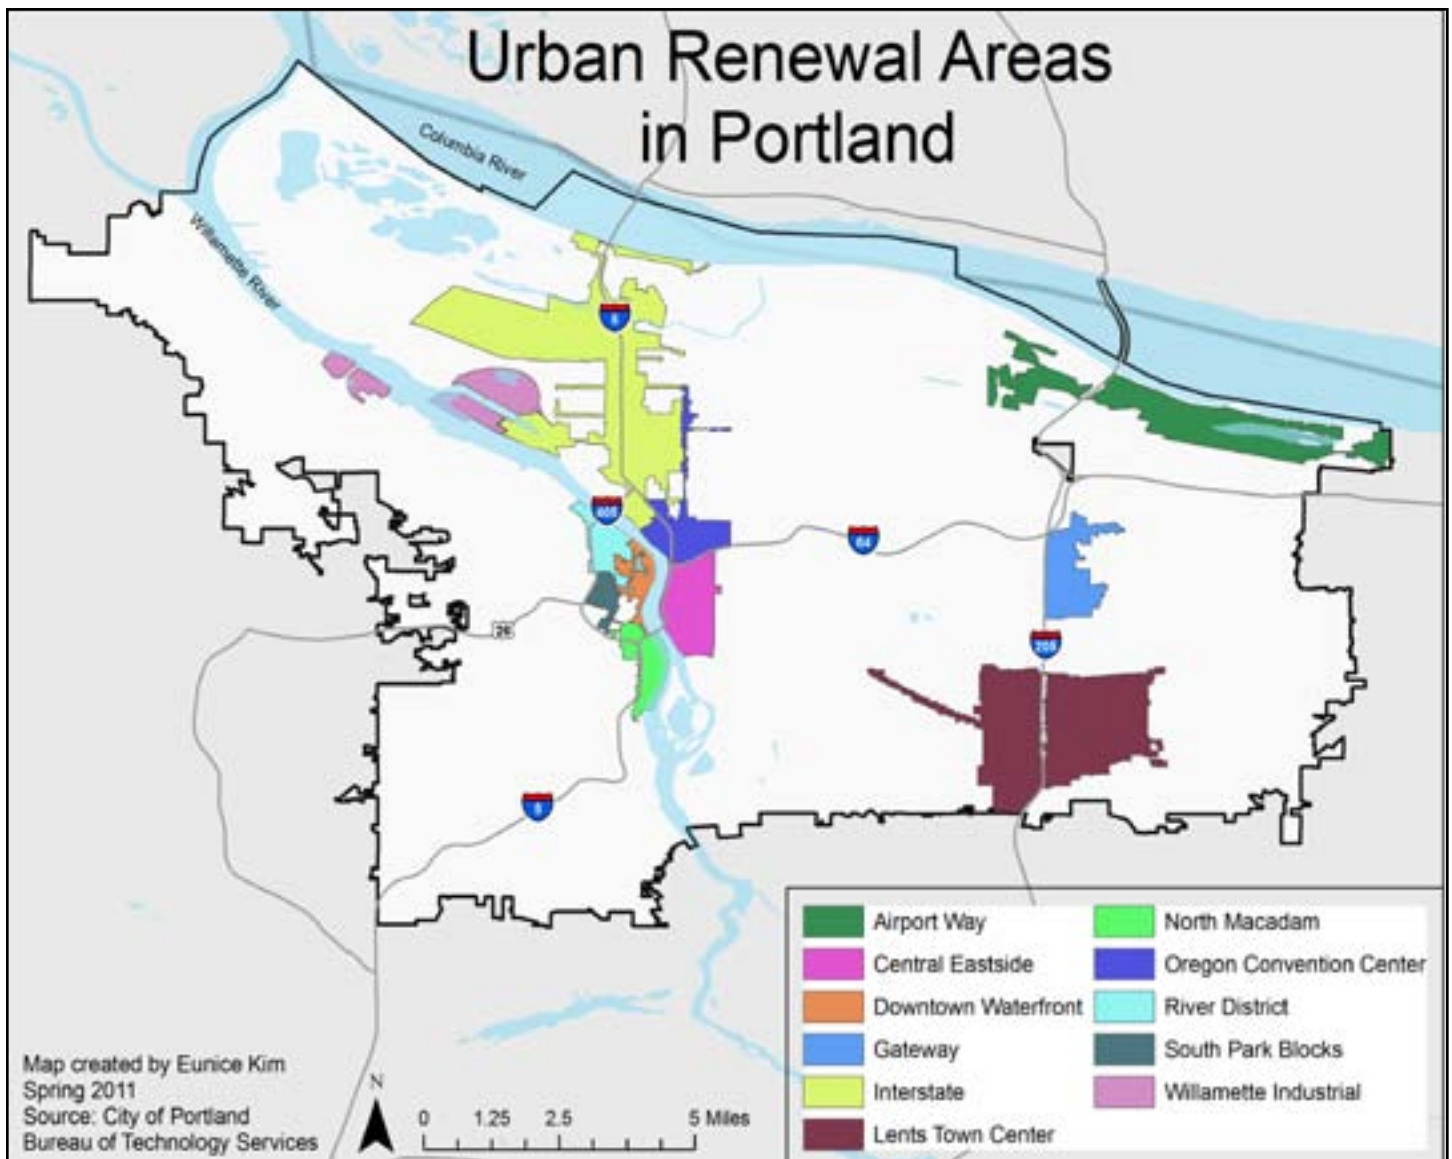 Urban Renewal Areas
in Portland
Columbia River
Willamette River
5
405
84
26
205
5
Airport Way
Central Eastside
Downtown Waterfront
Gateway
Interstate
Lents Town Center
North Macadam
Oregon Convention Center
River District
South Park Blocks
Willamette Industrial
Map created by Eunice Kim
Spring 2011
Source: City of Portland
Bureau of Technology Services
N
0 1.25 2.5 5 Miles